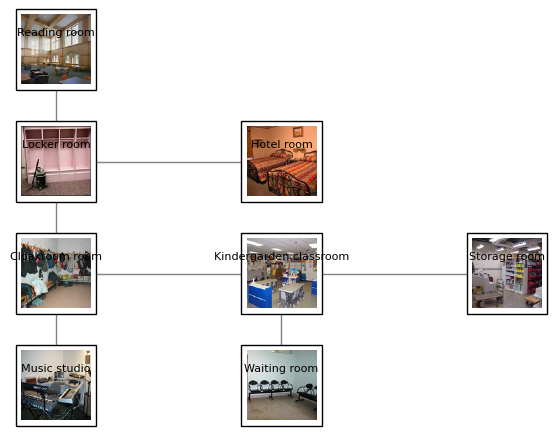 Reading room
Locker room
Hotel room
Cloakroom room
Kindergarden classroom
Storage room
Music studio
Waiting room